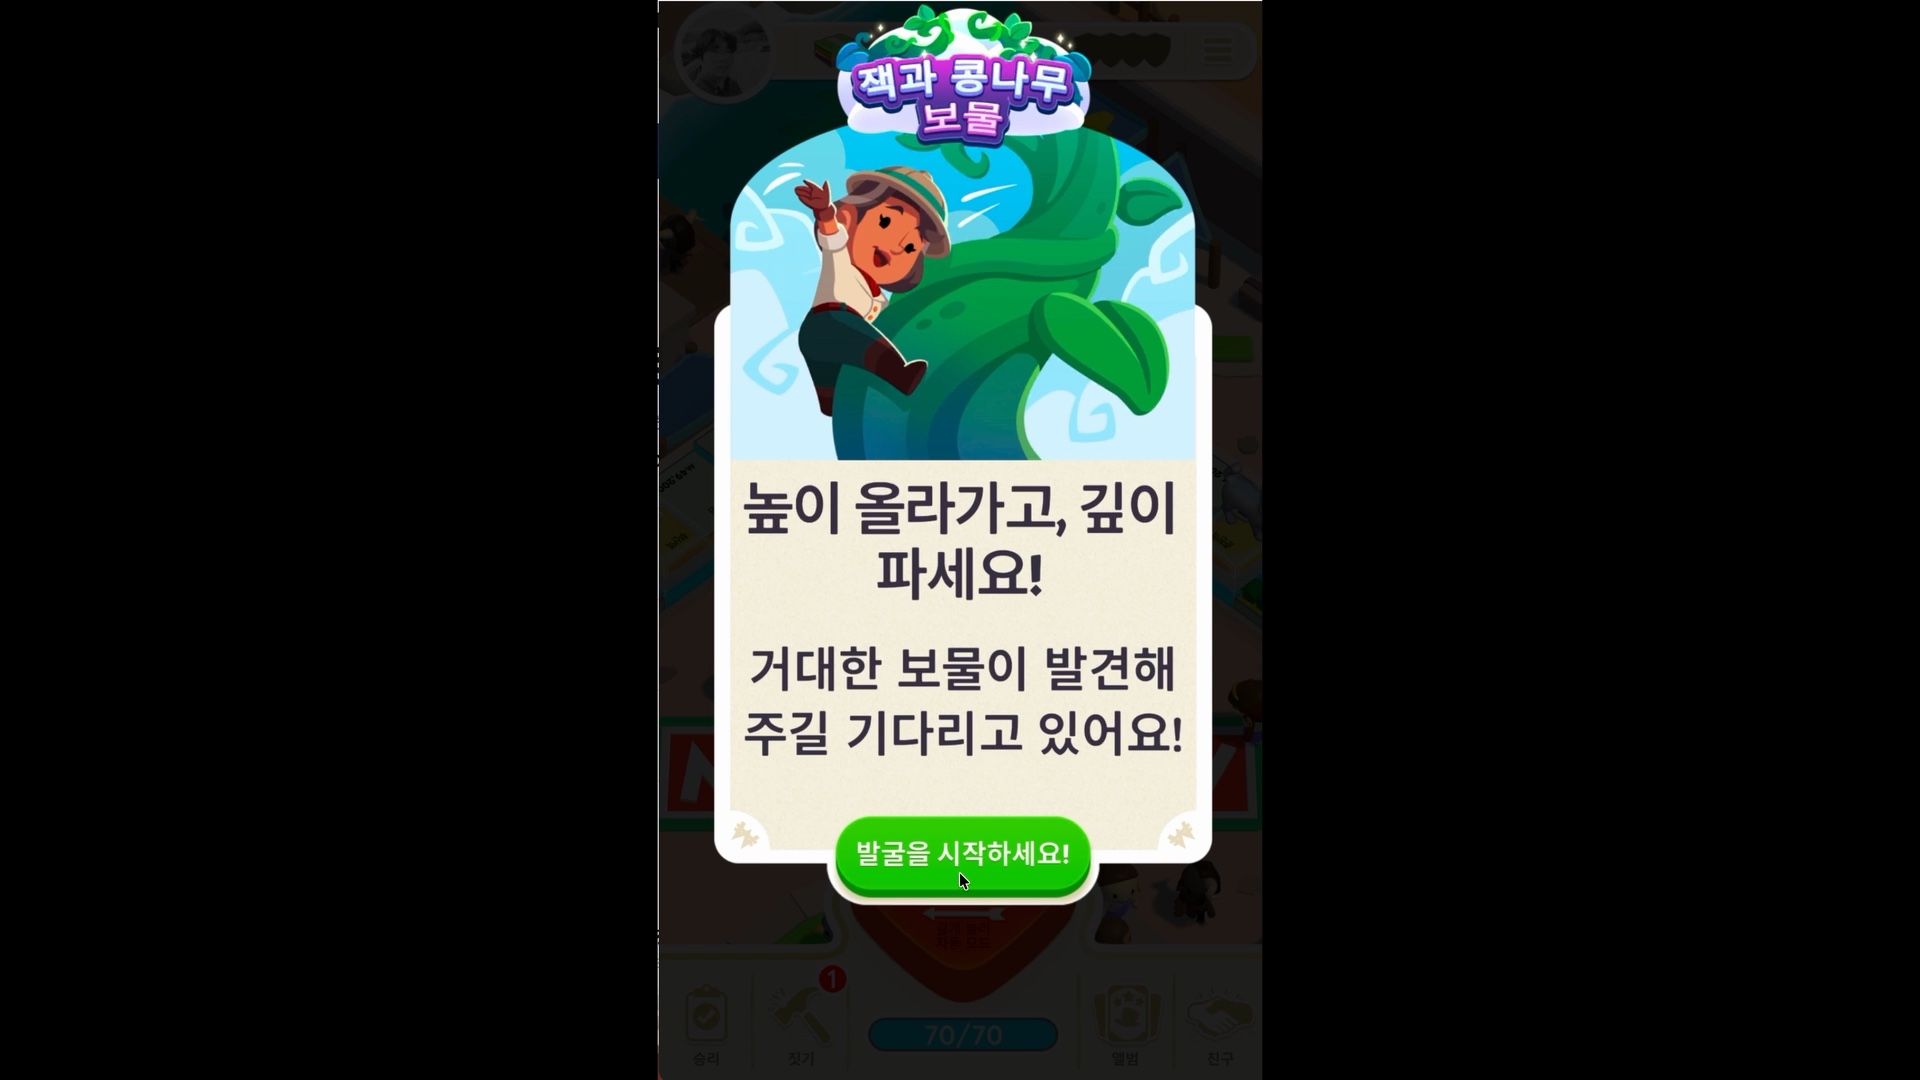 잭과 콩나무
보물
높이 올라가고, 깊이
파세요!
거대한 보물이 발견해
주길 기다리고 있어요!
발굴을 시작하세요!
1
70/70
승리
짓기
앨범
친구